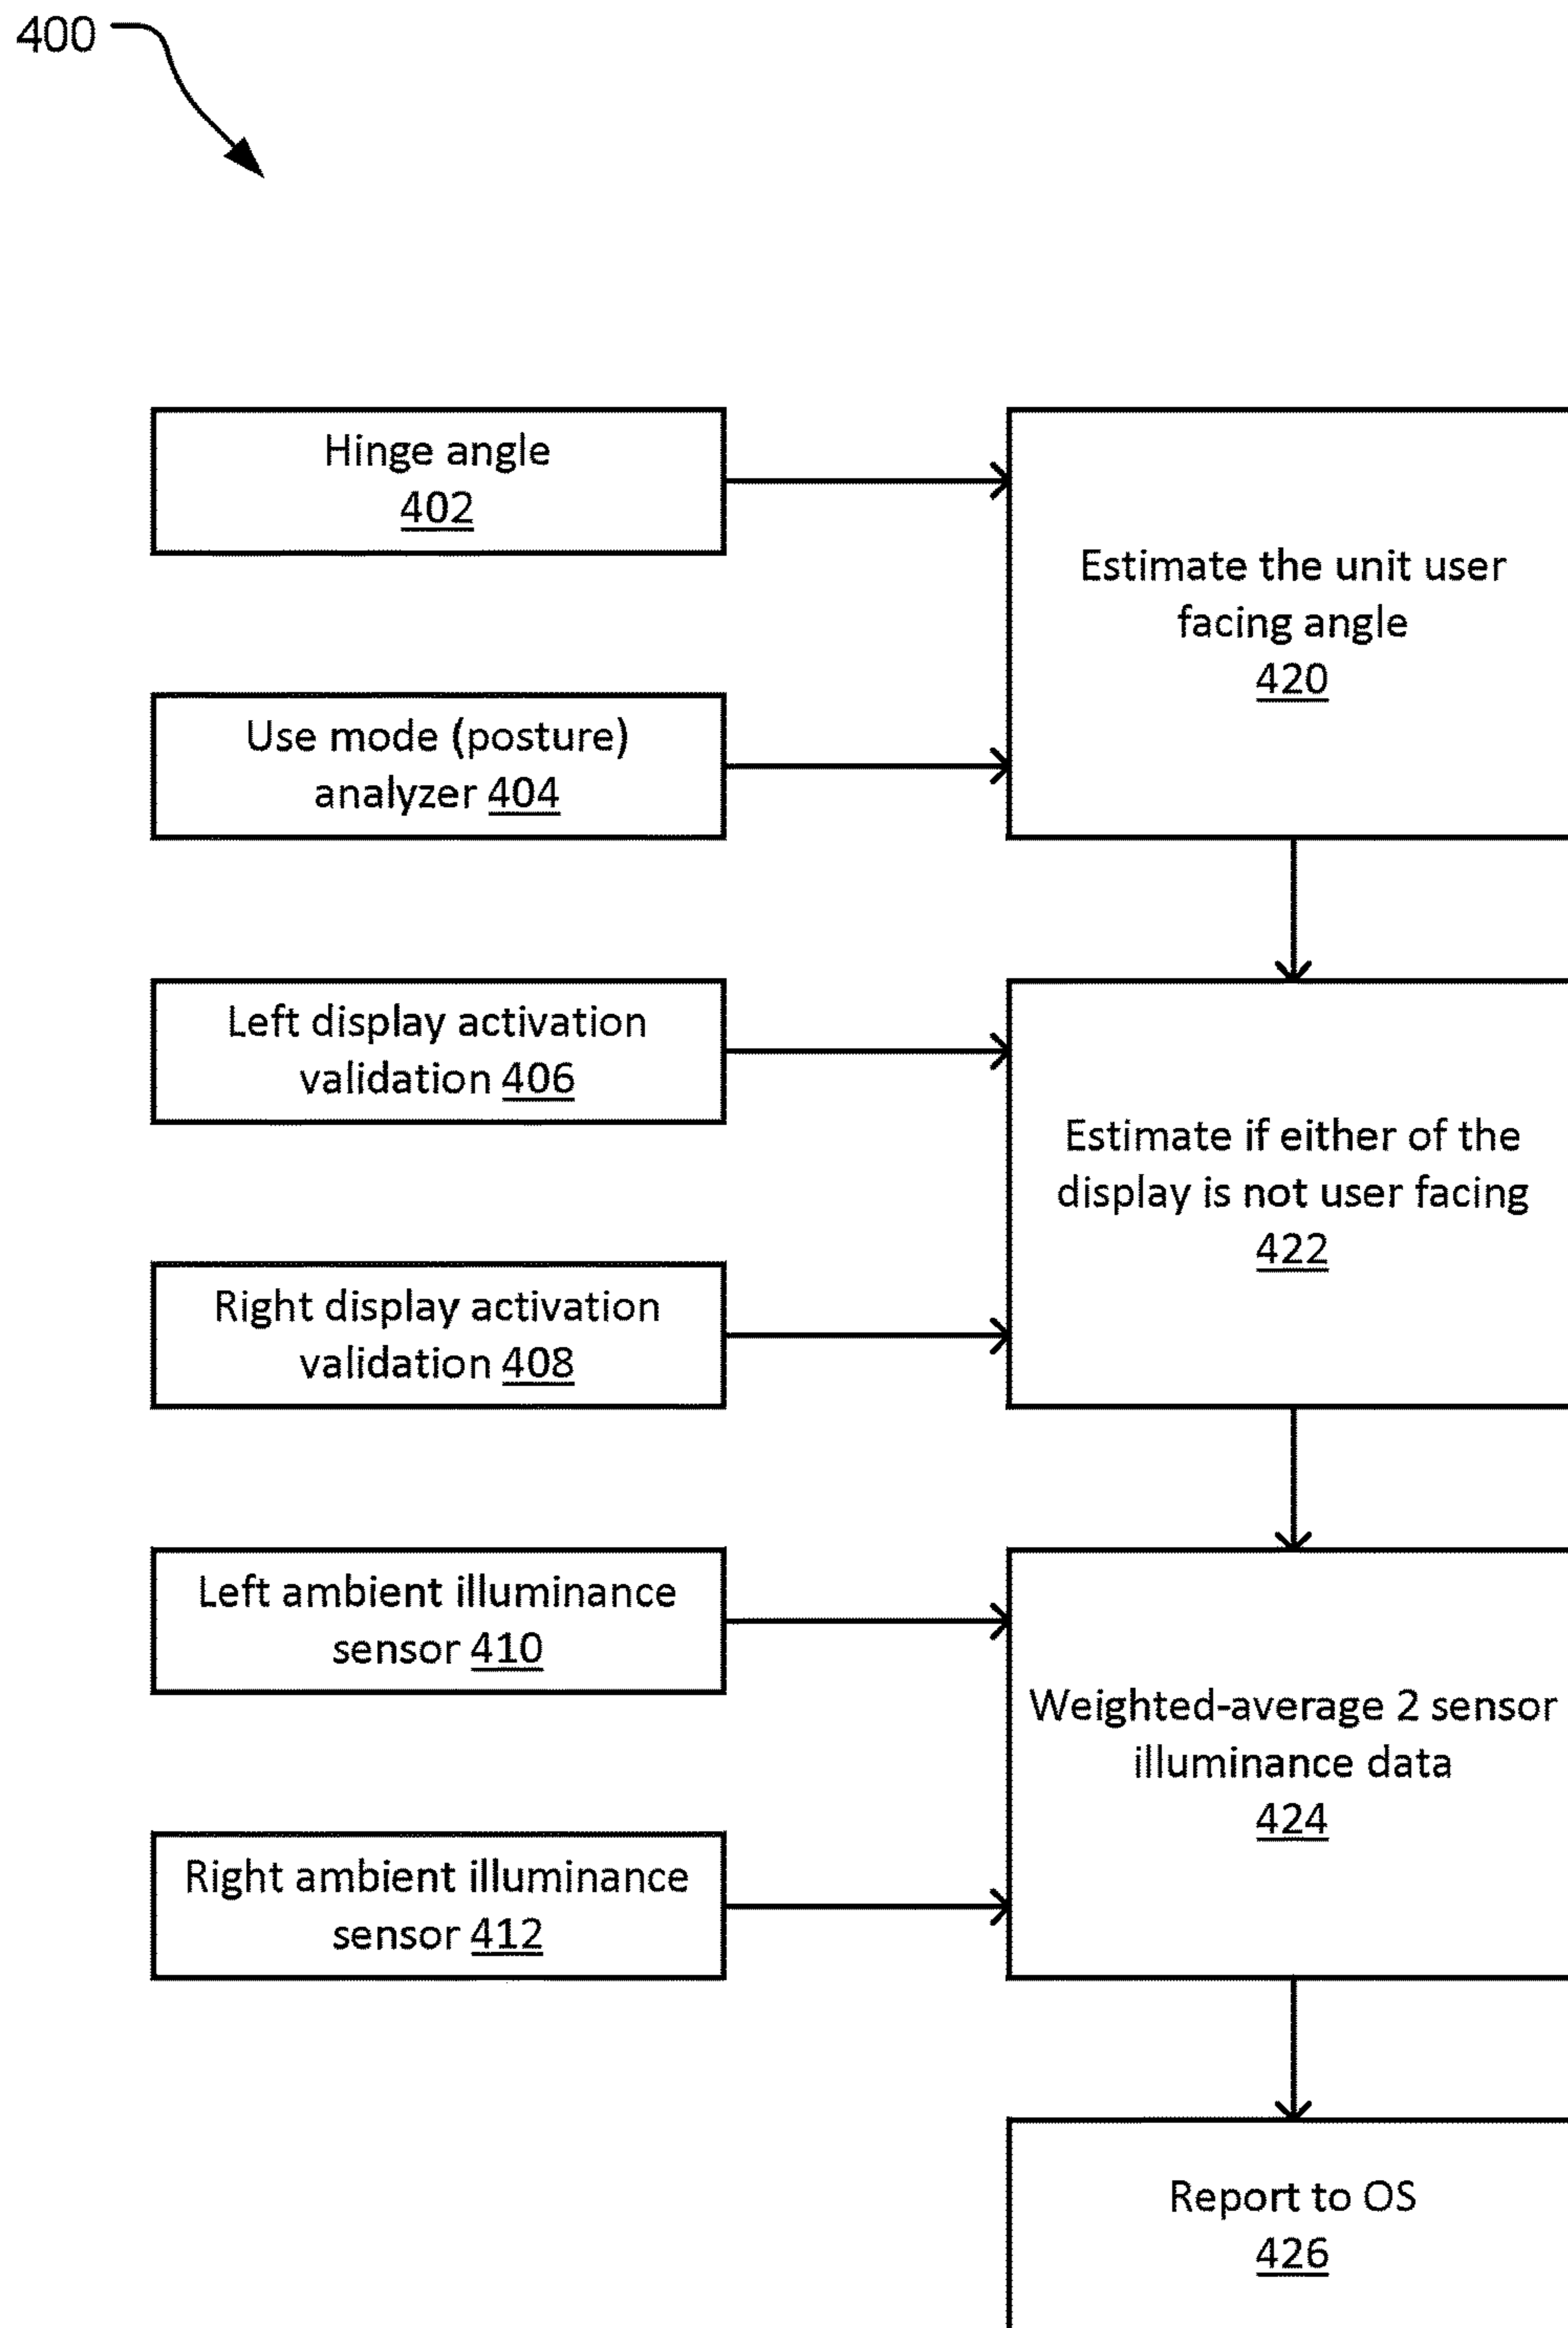 400
Hinge angle
402
Estimate the unit user
facing angle
420
Use mode (posture)
analyzer 404
Left display activation
validation 406
Estimate if either of the
display is not user facing
422
Right display activation
validation 408
Left ambient illuminance
sensor 410
Weighted-average 2 sensor
illuminance data
424
Right ambient illuminance
sensor 412
Report to OS
426